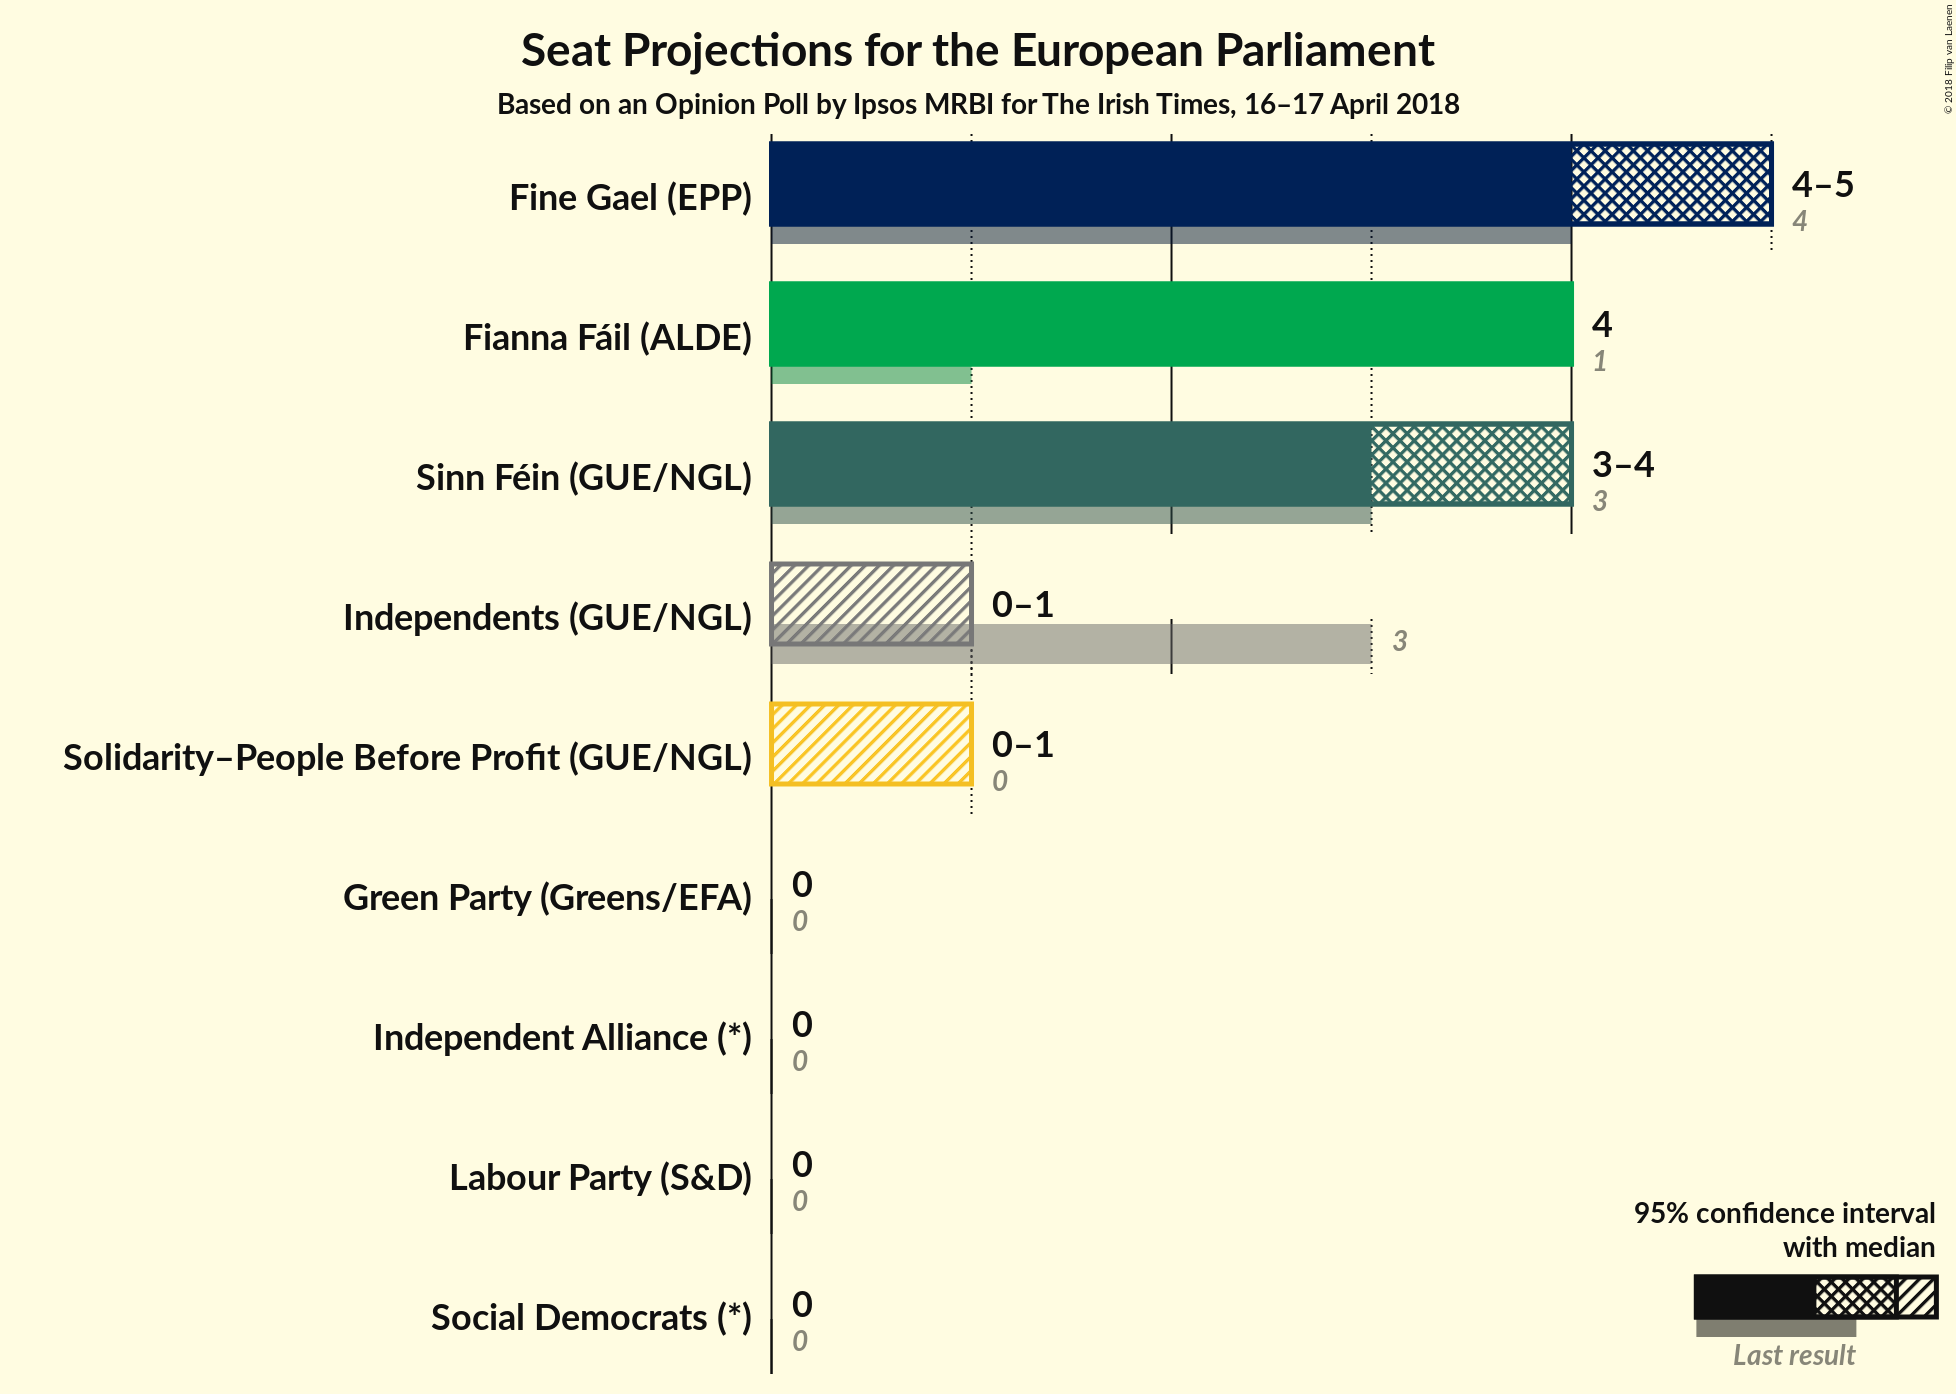 Seat Projections for the European Parliament
Based on an Opinion Poll by Ipsos MRBI for The Irish Times, 16–17 April 2018
© 2018 Filip van Laenen
Fine Gael (EPP)
4–5
4
Fianna Fáil (ALDE)
4
1
Sinn Féin (GUE/NGL)
3–4
3
Independents (GUE/NGL)
0–1
3
Solidarity–People Before Profit (GUE/NGL)
0–1
0
Green Party (Greens/EFA)
0
0
Independent Alliance (*)
0
0
Labour Party (S&D)
0
0
Social Democrats (*)
0
0
95% confidence interval
with median
Last result